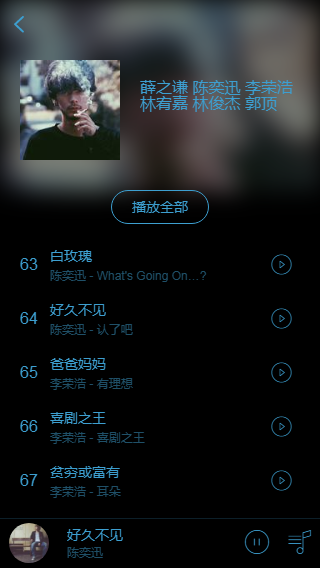 薛之谦 陈奕迅 李荣浩
林宥嘉 林俊杰 郭顶
播放全部
63 白玫瑰
陈奕迅 - What's Going On…?
64 好久不见
陈奕迅 - 认了吧
65 爸爸妈妈
李荣浩 - 有理想
66 喜剧之王
李荣浩 - 喜剧之王
67 贫穷或富有
李荣浩 - 耳朵
好久不见
陈奕迅